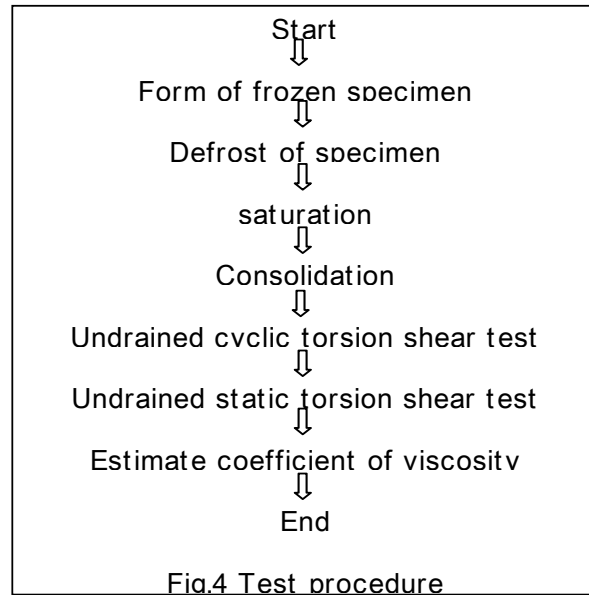 Start
Form of frozen specimen
Defrost of specimen
saturation
Consolidation
Undrained cyclic torsion shear test
Undrained static torsion shear test
Estimate coefficient of viscosity
End
Fig.4 Test procedure